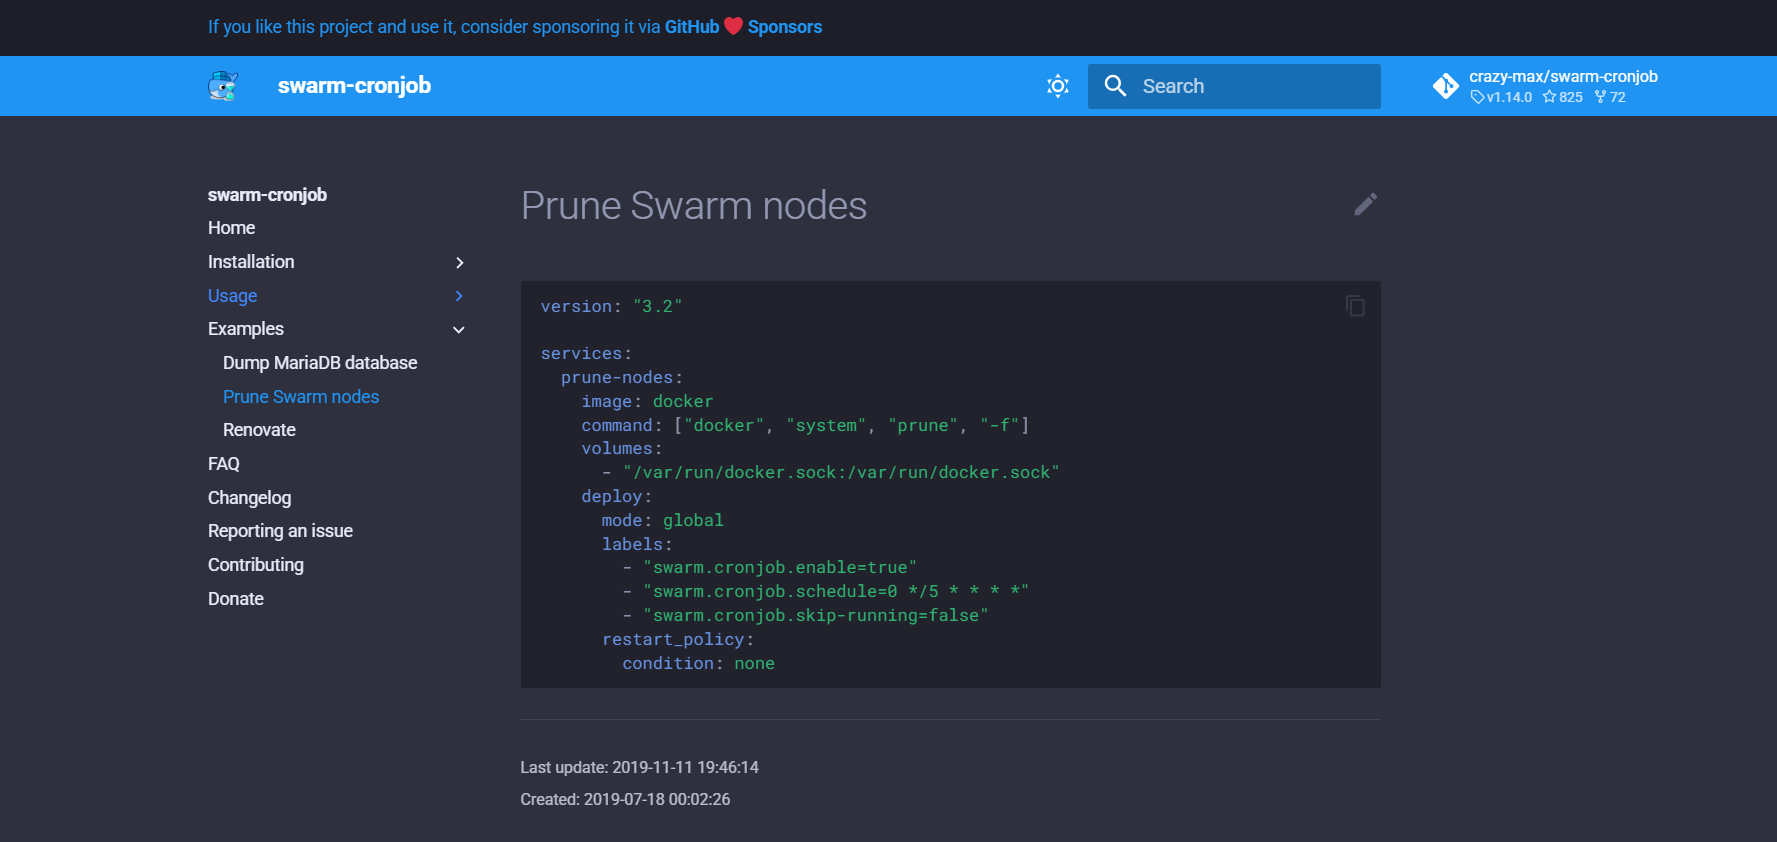 If you like this project and use it, consider sponsoring it via GitHub ❤️ Sponsors
swarm-cronjob
Search
crazy-max/swarm-cronjob
v1.14.0 825 72
swarm-cronjob
Home
Installation
Usage
Examples
Dump MariaDB database
Prune Swarm nodes
Renovate
FAQ
Changelog
Reporting an issue
Contributing
Donate
Prune Swarm nodes
version: "3.2"
services:
  prune-nodes:
    image: docker
    command: ["docker", "system", "prune", "-f"]
    volumes:
      - "/var/run/docker.sock:/var/run/docker.sock"
    deploy:
      mode: global
      labels:
        - "swarm.cronjob.enable=true"
        - "swarm.cronjob.schedule=0 */5 * * * *"
        - "swarm.cronjob.skip-running=false"
      restart_policy:
        condition: none
Last update: 2019-11-11 19:46:14
Created: 2019-07-18 00:02:26